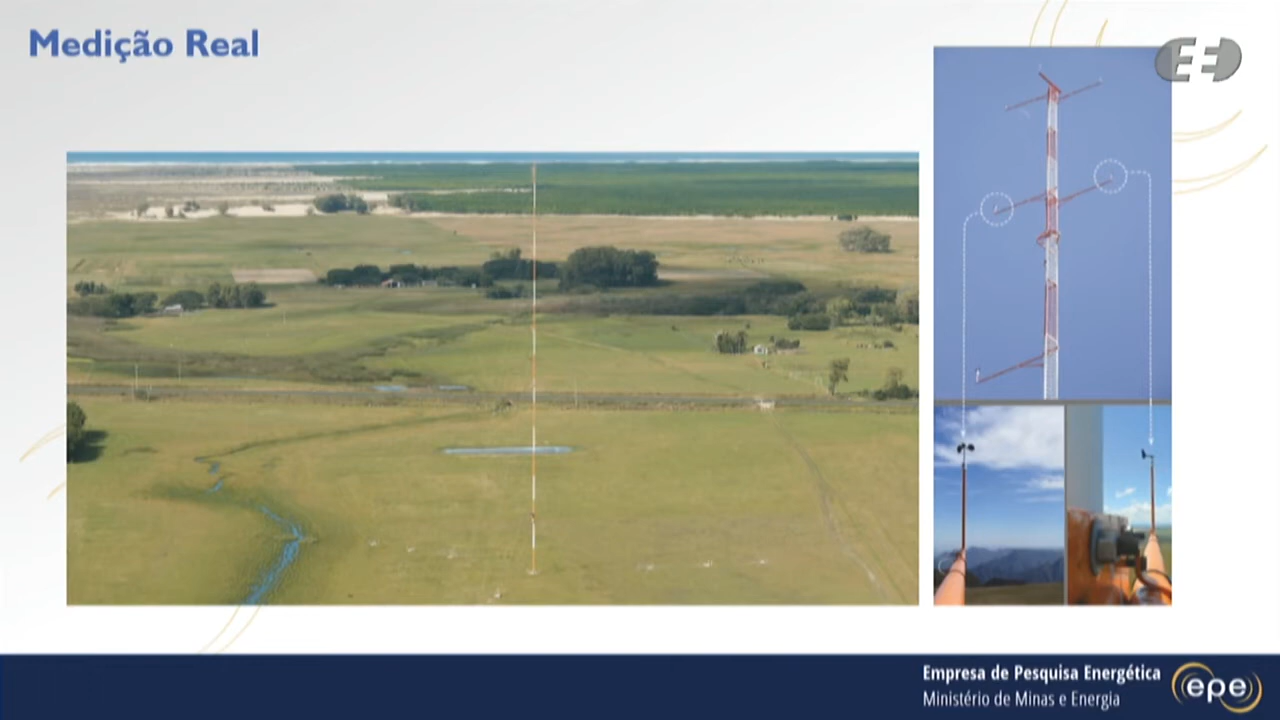 Medição Real
Empresa de Pesquisa Energética
Ministério de Minas e Energia
epe